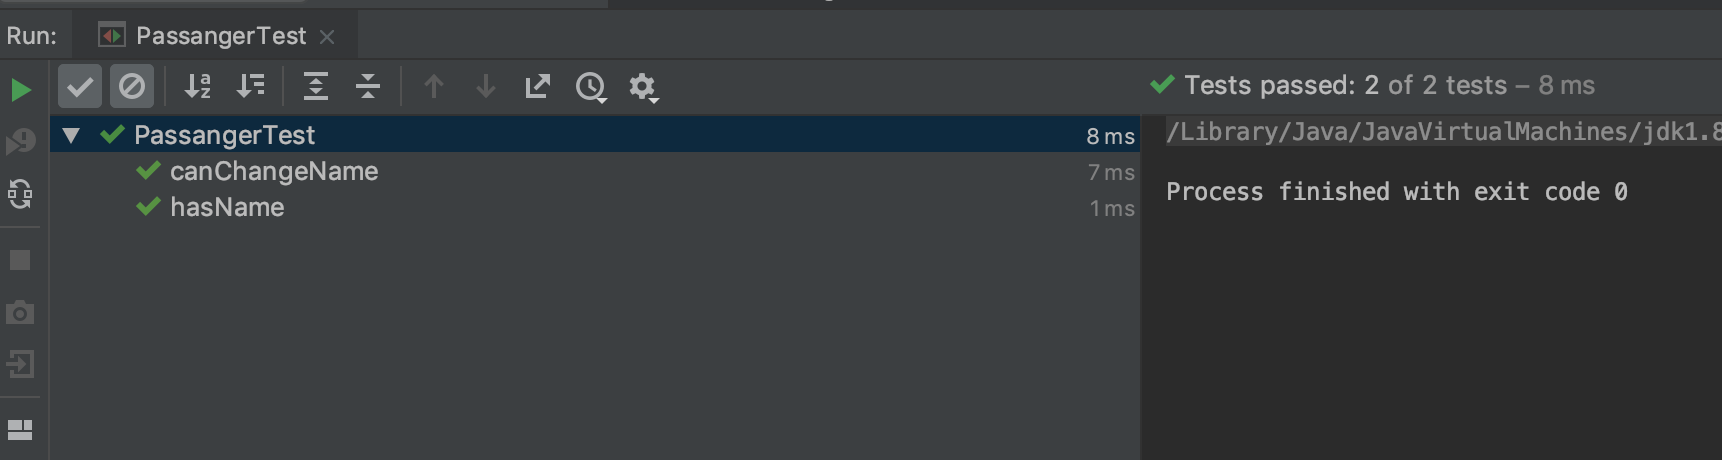 Run: PassangerTest
Tests passed: 2 of 2 tests – 8 ms
PassangerTest 8 ms
canChangeName 7 ms
hasName 1 ms
/Library/Java/JavaVirtualMachines/jdk1.8
Process finished with exit code 0